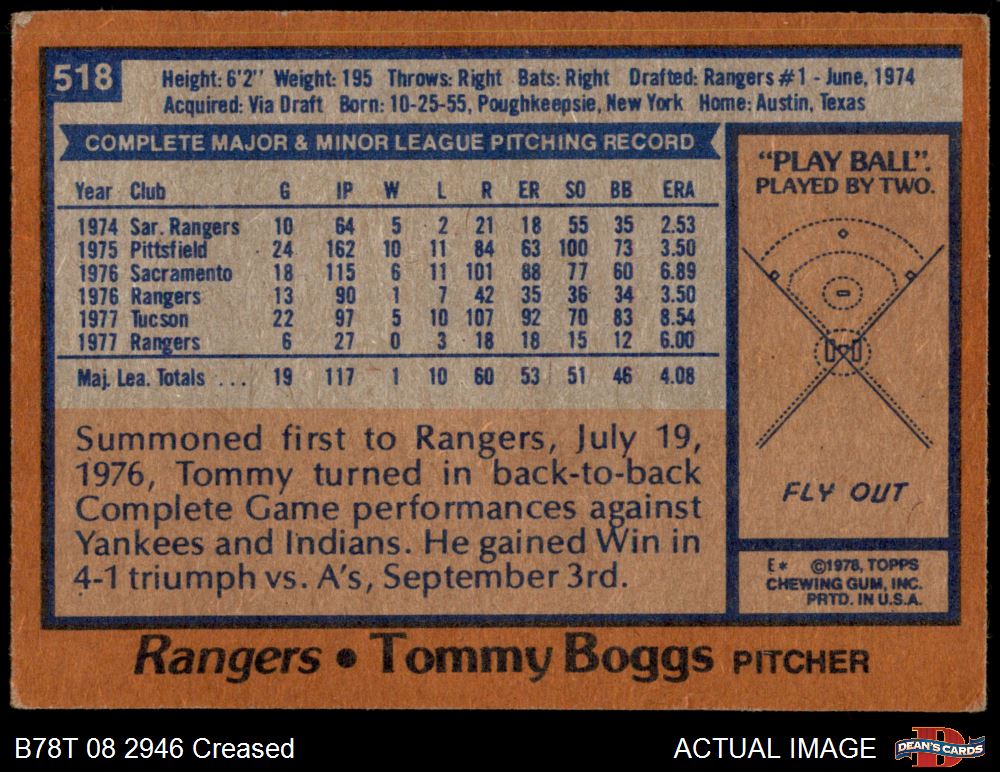 518
Height: 6'2" Weight: 195 Throws: Right Bats: Right Drafted: Rangers #1 - June, 1974
Acquired: Via Draft Born: 10-25-55, Poughkeepsie, New York Home: Austin, Texas
COMPLETE MAJOR & MINOR LEAGUE PITCHING RECORD
Year Club G IP W L R ER SO BB ERA
1974 Sar. Rangers 10 64 5 2 21 18 55 35 2.53
1975 Pittsfield 24 162 10 11 84 63 100 73 3.50
1976 Sacramento 18 115 6 11 101 88 77 60 6.89
1976 Rangers 13 90 1 7 42 35 36 34 3.50
1977 Tucson 22 97 5 10 107 92 70 83 8.54
1977 Rangers 6 27 0 3 18 18 15 12 6.00
Maj. Lea. Totals ... 19 117 1 10 60 53 51 46 4.08
Summoned first to Rangers, July 19,
1976, Tommy turned in back-to-back
Complete Game performances against
Yankees and Indians. He gained Win in
4-1 triumph vs. A's, September 3rd.
"PLAY BALL".
PLAYED BY TWO.
FLY OUT
E* ©1978, TOPPS
CHEWING GUM, INC.
PRTD. IN U.S.A.
Rangers • Tommy Boggs PITCHER
B78T 08 2946 Creased ACTUAL IMAGE DEAN'S CARDS